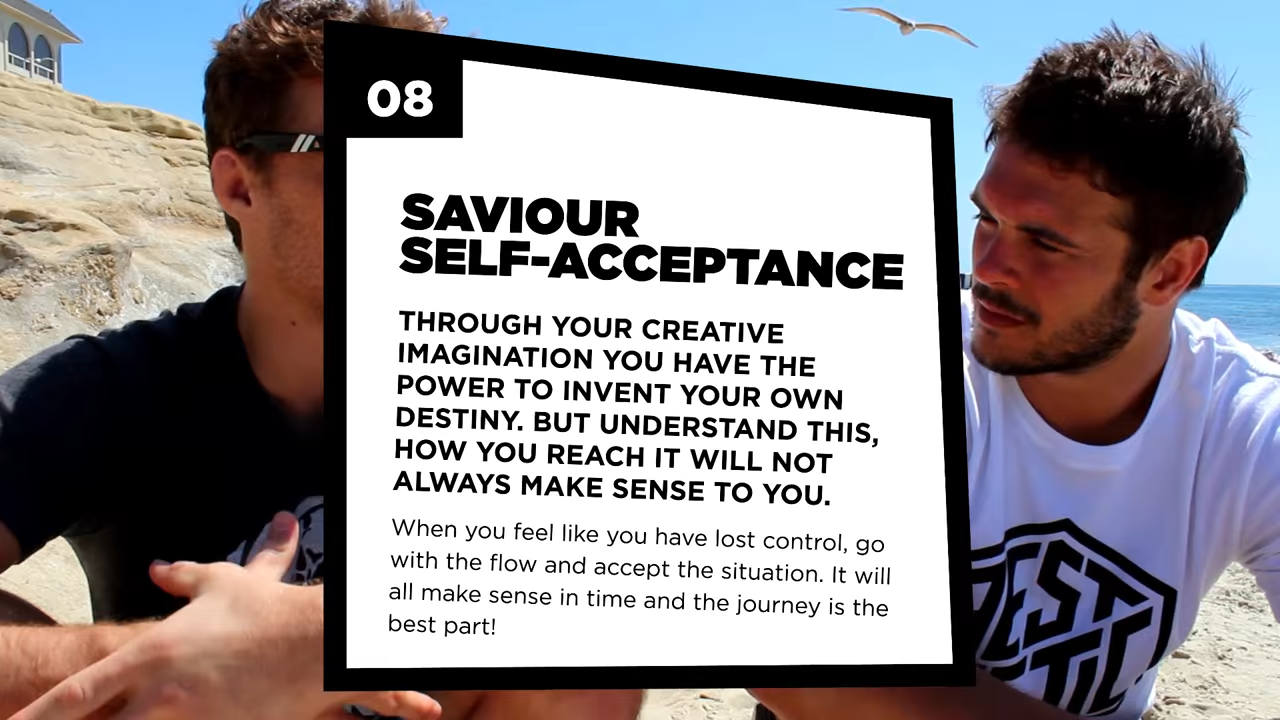 08
SAVIOUR
SELF-ACCEPTANCE
THROUGH YOUR CREATIVE
IMAGINATION YOU HAVE THE
POWER TO INVENT YOUR OWN
DESTINY. BUT UNDERSTAND THIS,
HOW YOU REACH IT WILL NOT
ALWAYS MAKE SENSE TO YOU.
When you feel like you have lost control, go
with the flow and accept the situation. It will
all make sense in time and the journey is the
best part!